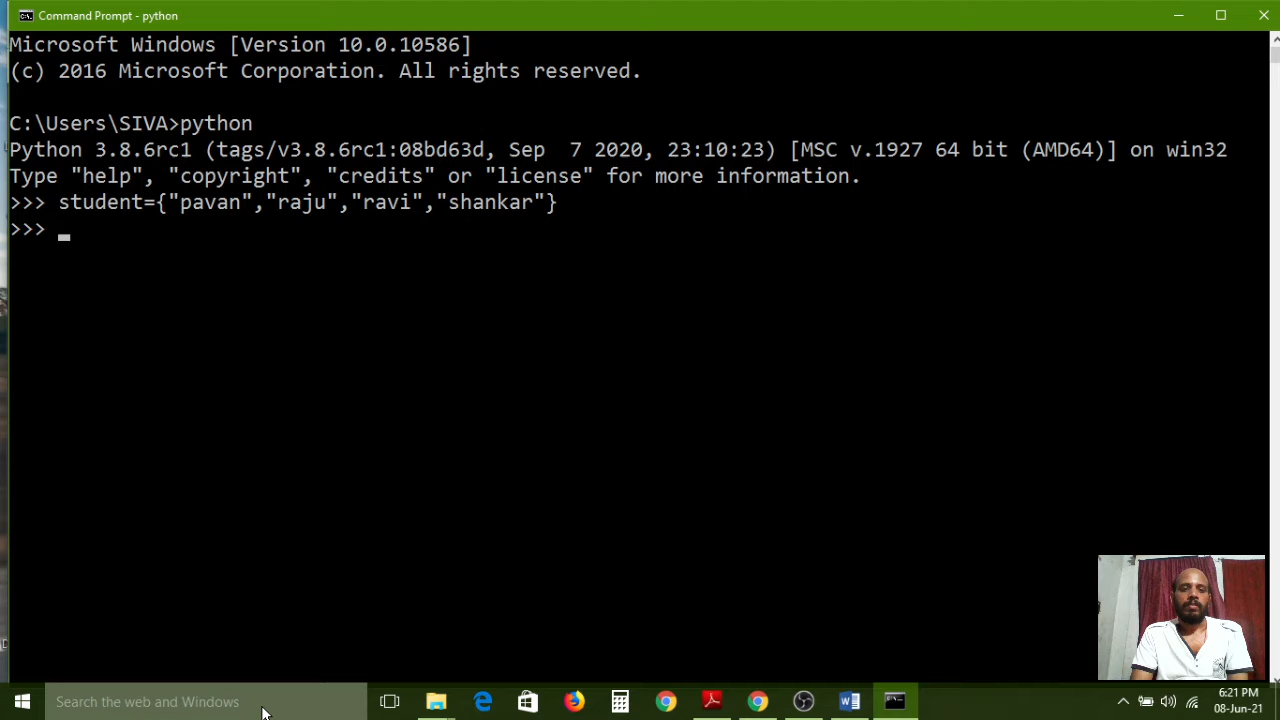 Command Prompt - python
Microsoft Windows [Version 10.0.10586]
(c) 2016 Microsoft Corporation. All rights reserved.
C:\Users\SIVA>python
Python 3.8.6rc1 (tags/v3.8.6rc1:08bd63d, Sep  7 2020, 23:10:23) [MSC v.1927 64 bit (AMD64)] on win32
Type "help", "copyright", "credits" or "license" for more information.
>>> student={"pavan","raju","ravi","shankar"}
>>>
Search the web and Windows
6:21 PM
08-Jun-21